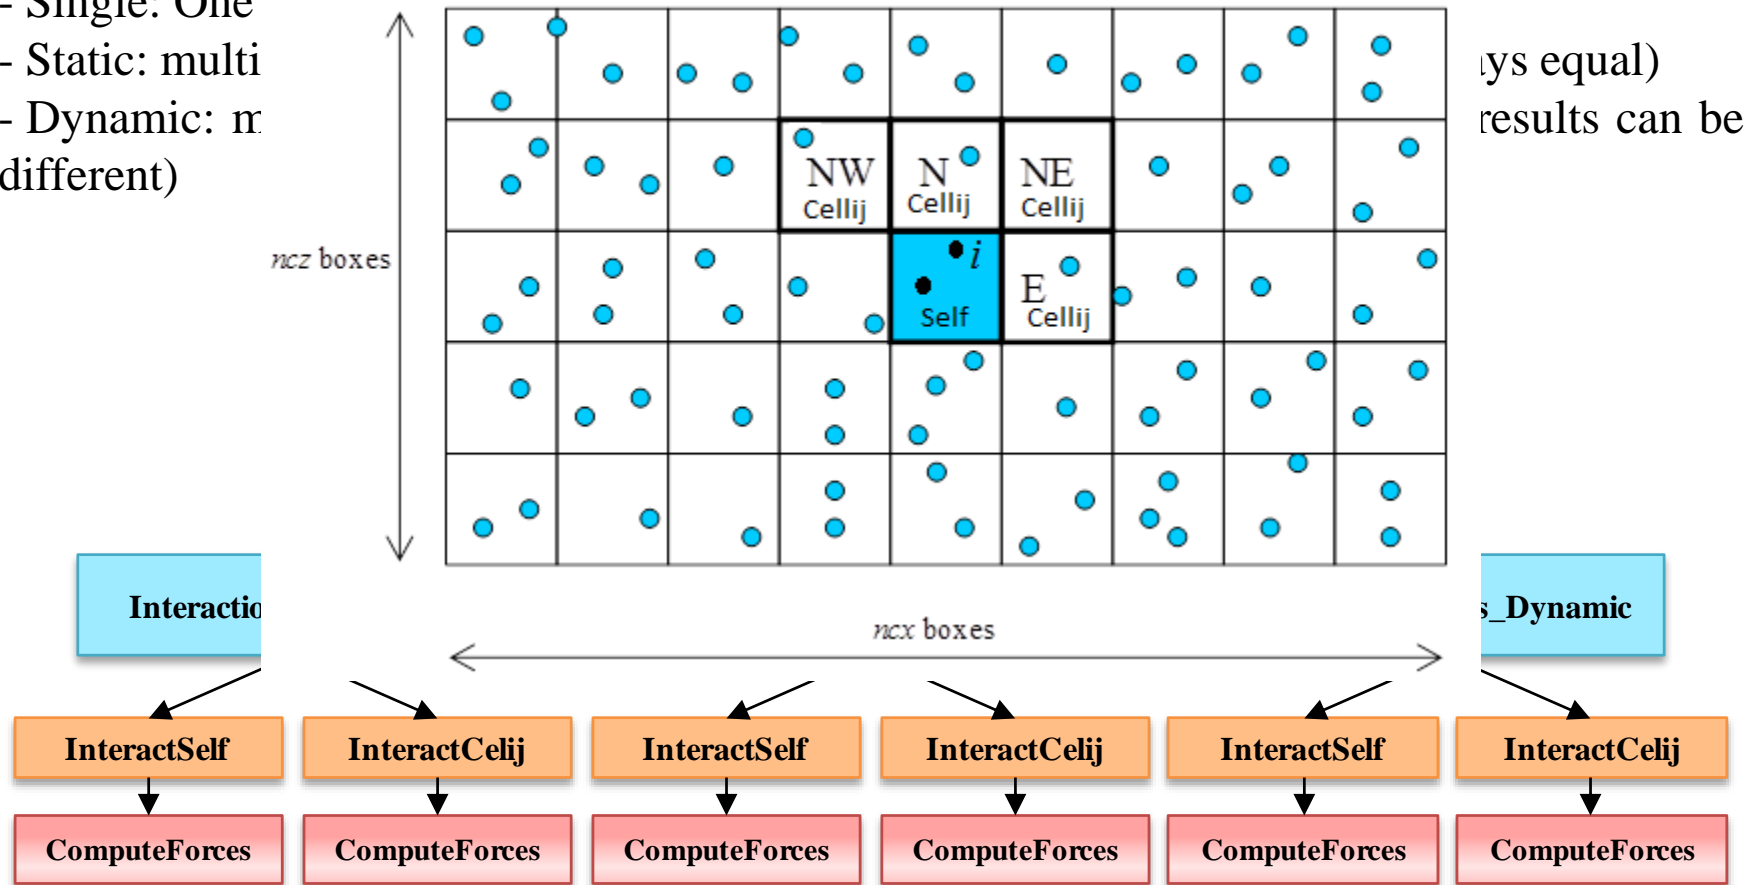 - Single: One
- Static: multi
ays equal)
- Dynamic: m
results can be
different)
NW
Cellij
N
Cellij
NE
Cellij
ncz boxes
i
Self
E
Cellij
Interactio
s_Dynamic
ncx boxes
InteractSelf
InteractCelij
InteractSelf
InteractCelij
InteractSelf
InteractCelij
ComputeForces
ComputeForces
ComputeForces
ComputeForces
ComputeForces
ComputeForces